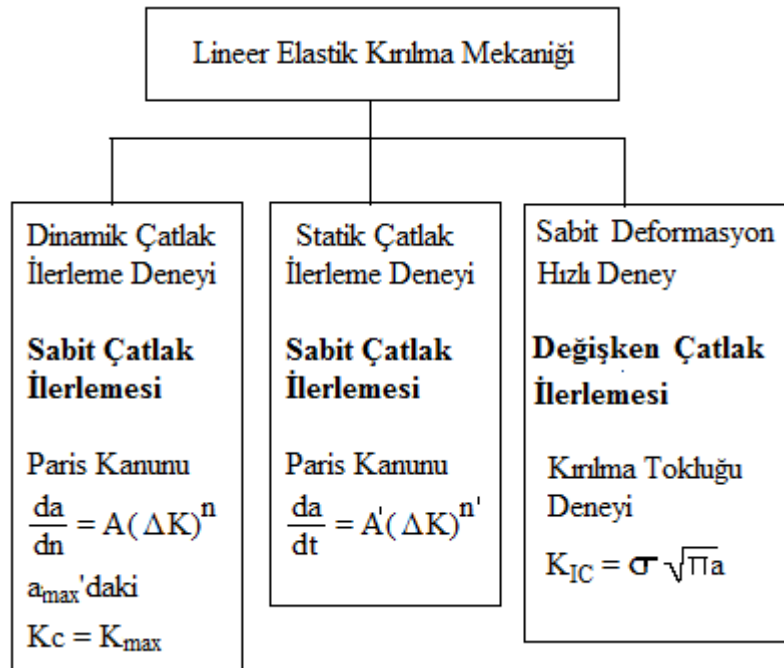 Lineer Elastik Kırılma Mekaniği
Dinamik Çatlak
İlerleme Deneyi
Sabit Çatlak
İlerlemesi
Paris Kanunu
da/dn = A(ΔK)^n
a_max'daki
Kc = K_max
Statik Çatlak
İlerleme Deneyi
Sabit Çatlak
İlerlemesi
Paris Kanunu
da/dt = A'(ΔK)^n'
Sabit Deformasyon
Hızlı Deney
Değişken Çatlak
İlerlemesi
Kırılma Tokluğu
Deneyi
K_IC = σ√πa